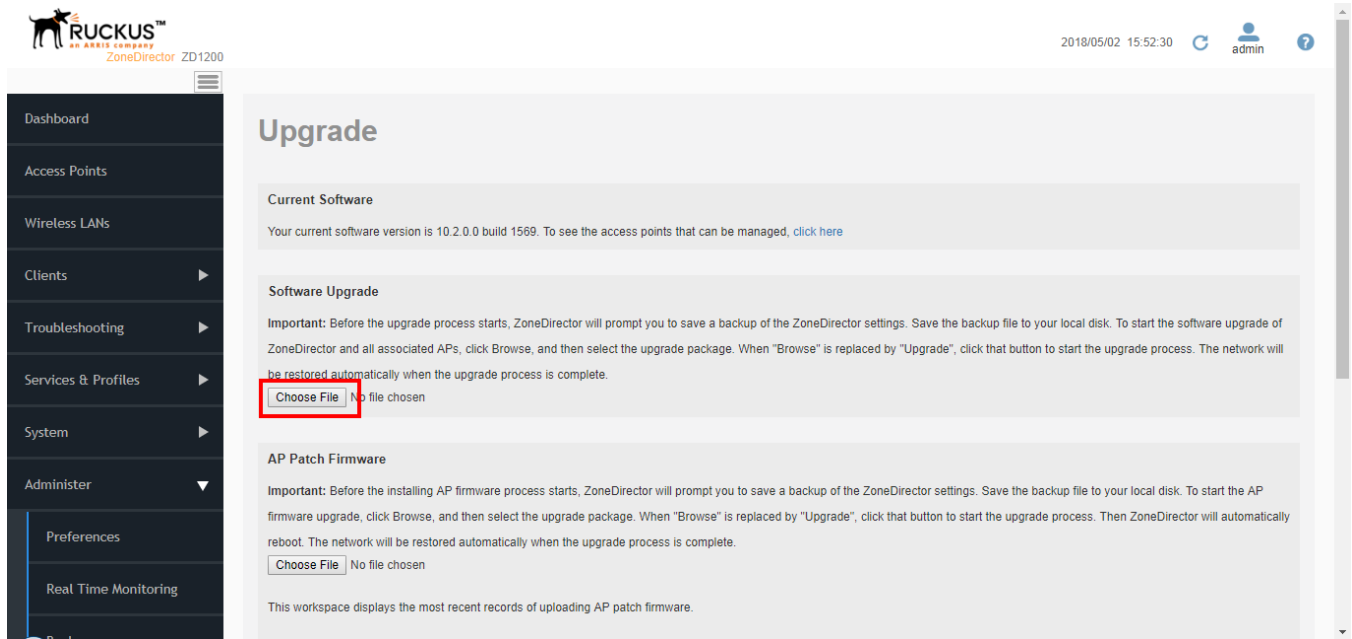 RUCKUS™
an ARRIS company
ZoneDirector ZD1200
2018/05/02 15:52:30
admin
?
Dashboard
Access Points
Wireless LANs
Clients
Troubleshooting
Services & Profiles
System
Administer
Preferences
Real Time Monitoring
Upgrade
Current Software
Your current software version is 10.2.0.0 build 1569. To see the access points that can be managed, click here
Software Upgrade
Important: Before the upgrade process starts, ZoneDirector will prompt you to save a backup of the ZoneDirector settings. Save the backup file to your local disk. To start the software upgrade of
ZoneDirector and all associated APs, click Browse, and then select the upgrade package. When "Browse" is replaced by "Upgrade", click that button to start the upgrade process. The network will
be restored automatically when the upgrade process is complete.
Choose File No file chosen
AP Patch Firmware
Important: Before the installing AP firmware process starts, ZoneDirector will prompt you to save a backup of the ZoneDirector settings. Save the backup file to your local disk. To start the AP
firmware upgrade, click Browse, and then select the upgrade package. When "Browse" is replaced by "Upgrade", click that button to start the upgrade process. Then ZoneDirector will automatically
reboot. The network will be restored automatically when the upgrade process is complete.
Choose File No file chosen
This workspace displays the most recent records of uploading AP patch firmware.